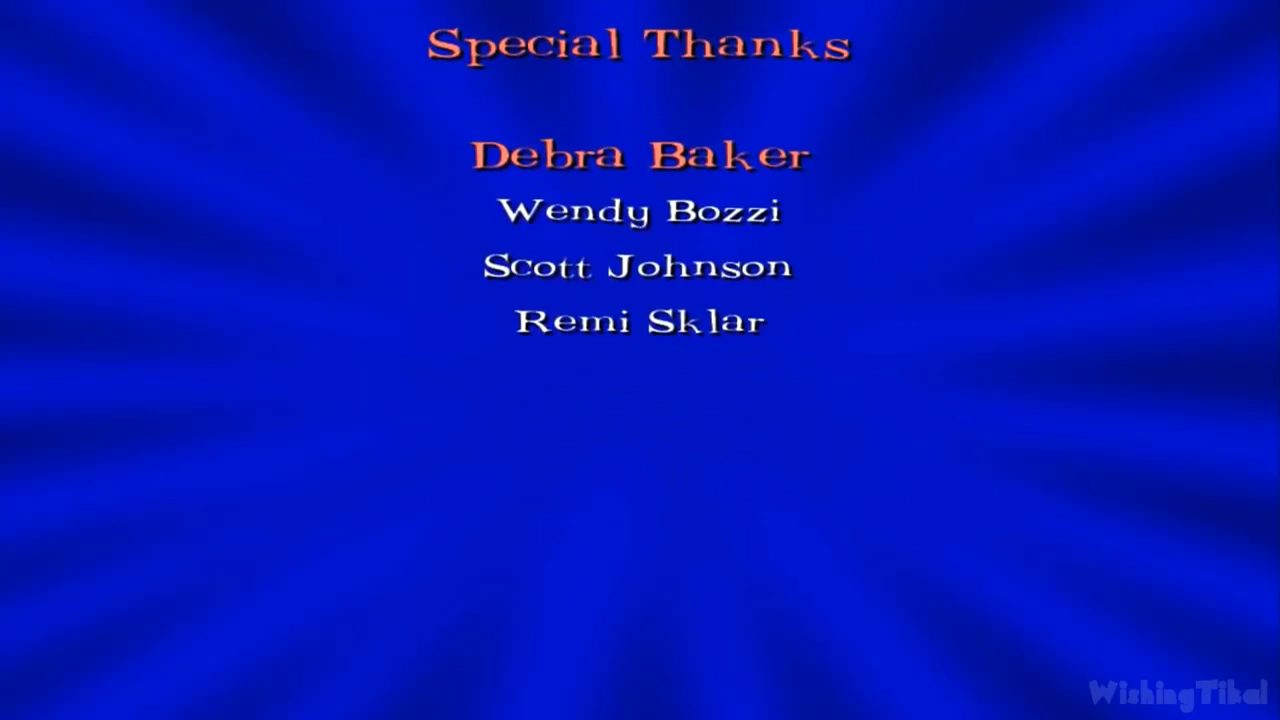 Special Thanks
Debra Baker
Wendy Bozzi
Scott Johnson
Remi Sklar
WishingTikal